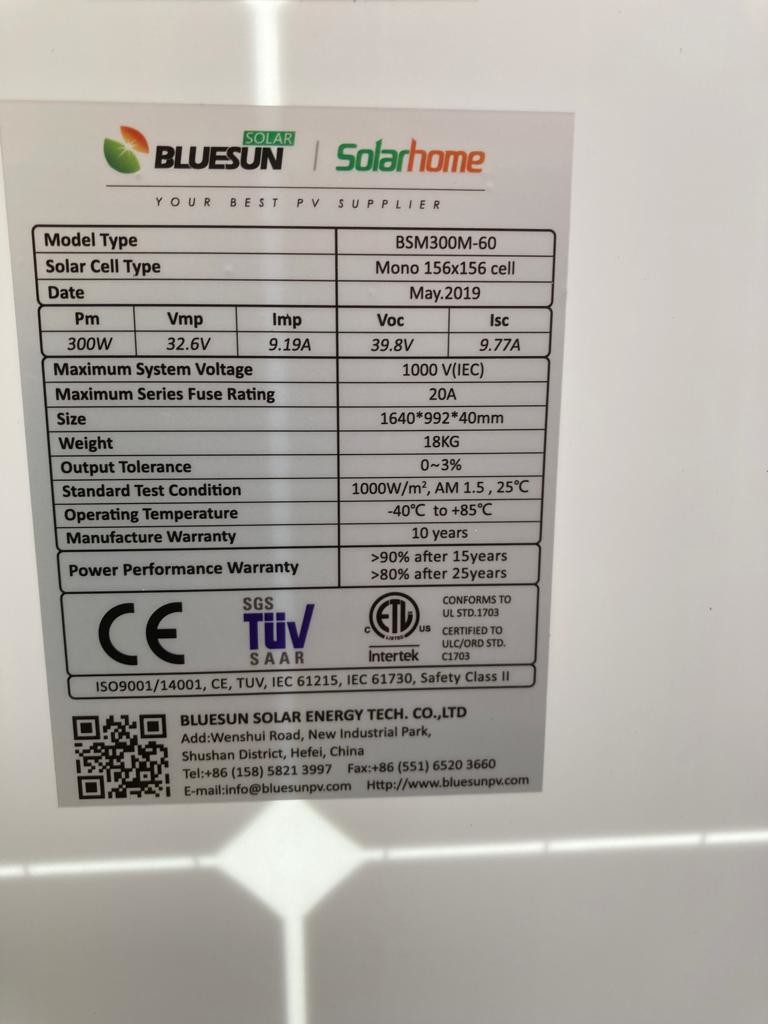 BLUESUN SOLAR | Solarhome
YOUR BEST PV SUPPLIER
Model Type BSM300M-60
Solar Cell Type Mono 156x156 cell
Date May.2019
Pm Vmp Imp Voc Isc
300W 32.6V 9.19A 39.8V 9.77A
Maximum System Voltage 1000 V(IEC)
Maximum Series Fuse Rating 20A
Size 1640*992*40mm
Weight 18KG
Output Tolerance 0~3%
Standard Test Condition 1000W/m², AM 1.5 , 25℃
Operating Temperature -40℃ to +85℃
Manufacture Warranty 10 years
Power Performance Warranty >90% after 15years
>80% after 25years
CE
SGS
TÜV
SAAR
ETL
C LISTED US
Intertek
CONFORMS TO
UL STD.1703
CERTIFIED TO
ULC/ORD STD.
C1703
ISO9001/14001, CE, TUV, IEC 61215, IEC 61730, Safety Class II
BLUESUN SOLAR ENERGY TECH. CO.,LTD
Add:Wenshui Road, New Industrial Park,
Shushan District, Hefei, China
Tel:+86 (158) 5821 3997 Fax:+86 (551) 6520 3660
E-mail:info@bluesunpv.com Http://www.bluesunpv.com